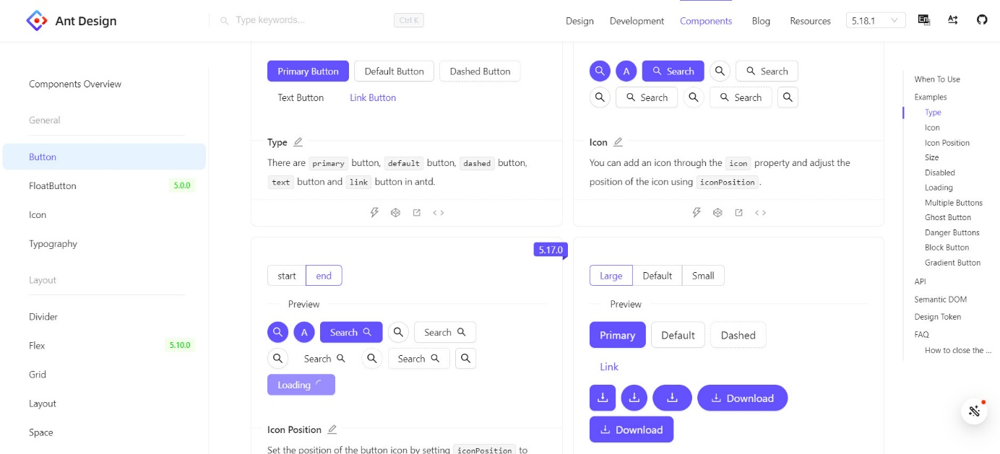 Ant Design
Type keywords...
Ctrl K
Design
Development
Components
Blog
Resources
5.18.1
Components Overview
General
Button
FloatButton
5.0.0
Icon
Typography
Layout
Divider
Flex
5.10.0
Grid
Layout
Space
Primary Button
Default Button
Dashed Button
Text Button
Link Button
Type
There are primary button, default button, dashed button,
text button and link button in antd.
A
Search
Search
Search
Search
Icon
You can add an icon through the icon property and adjust the
position of the icon using iconPosition.
5.17.0
start
end
Preview
A
Search
Search
Search
Search
Loading
Icon Position
Set the position of the button icon by setting iconPosition to
Large
Default
Small
Preview
Primary
Default
Dashed
Link
Download
Download
When To Use
Examples
Type
Icon
Icon Position
Size
Disabled
Loading
Multiple Buttons
Ghost Button
Danger Buttons
Block Button
Gradient Button
API
Semantic DOM
Design Token
FAQ
How to close the ...